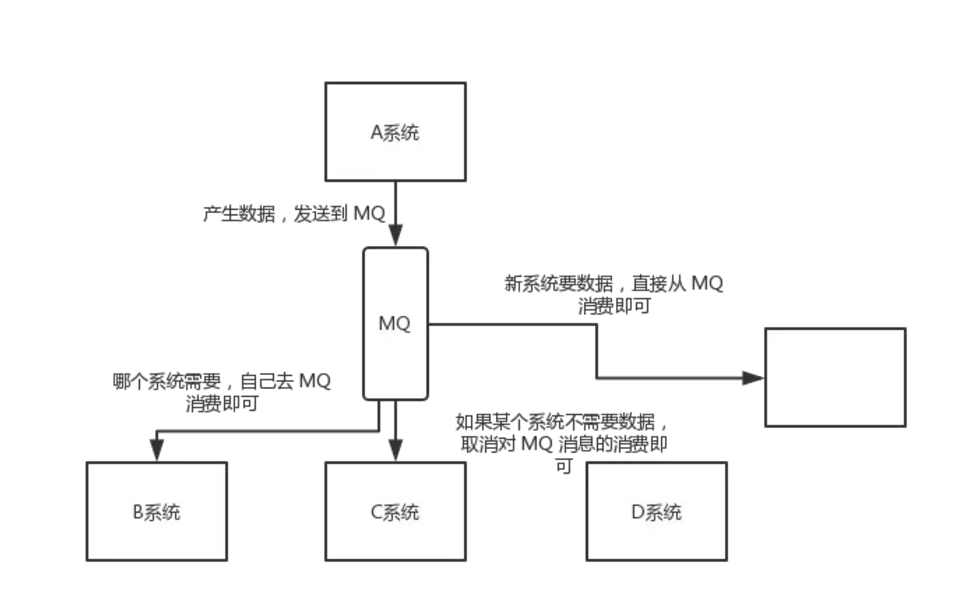 A系统
产生数据，发送到 MQ
MQ
新系统要数据，直接从 MQ
消费即可
哪个系统需要，自己去 MQ
消费即可
如果某个系统不需要数据，
取消对 MQ 消息的消费即
可
B系统
C系统
D系统